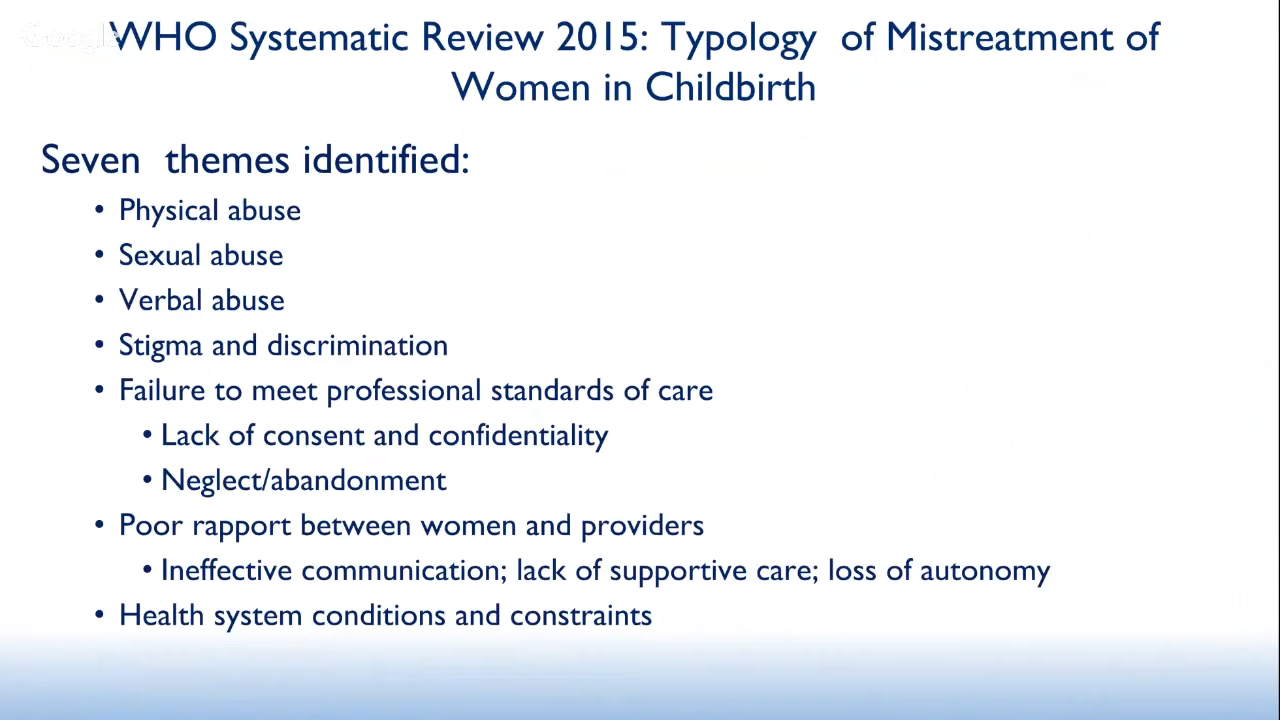 Google
WHO Systematic Review 2015: Typology of Mistreatment of
Women in Childbirth
Seven themes identified:
• Physical abuse
• Sexual abuse
• Verbal abuse
• Stigma and discrimination
• Failure to meet professional standards of care
• Lack of consent and confidentiality
• Neglect/abandonment
• Poor rapport between women and providers
• Ineffective communication; lack of supportive care; loss of autonomy
• Health system conditions and constraints